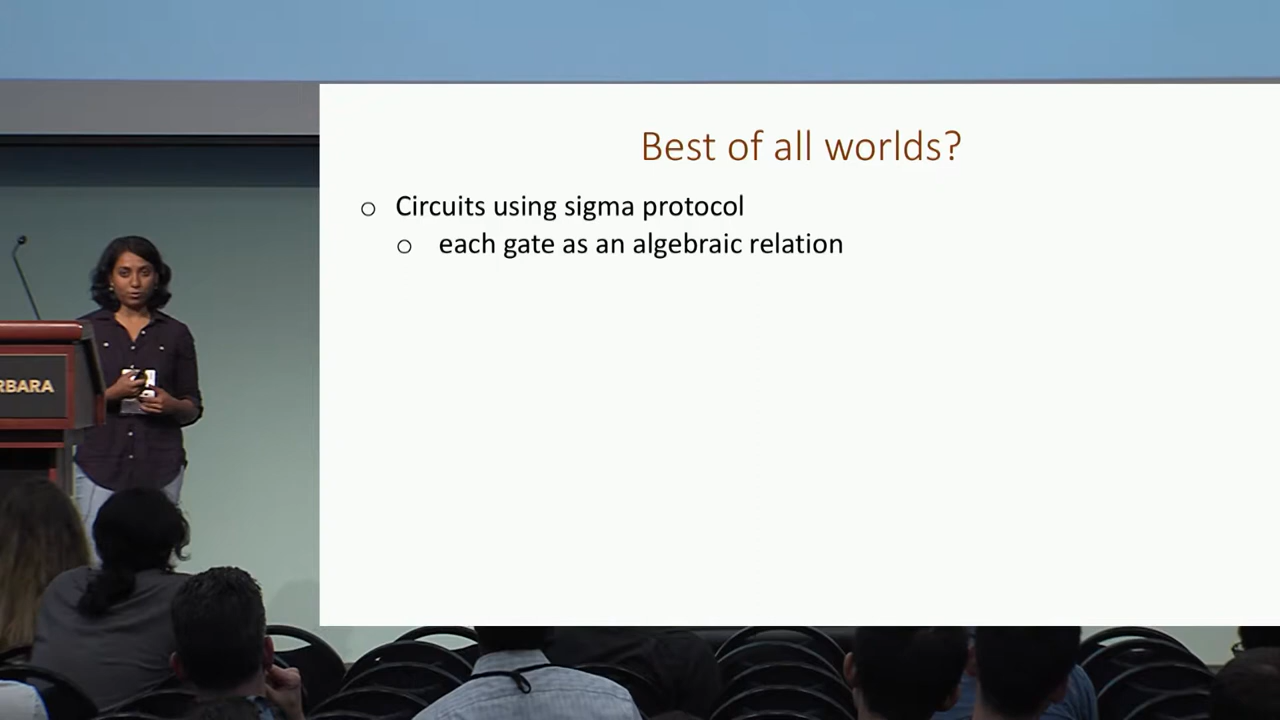 Best of all worlds?
Circuits using sigma protocol
each gate as an algebraic relation
RBARA